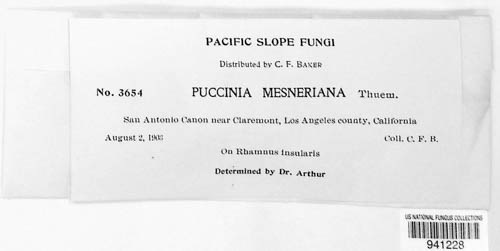 PACIFIC SLOPE FUNGI
Distributed by C. F. BAKER
No. 3654 PUCCINIA MESNERIANA Thuem.
San Antonio Canon near Claremont, Los Angeles county, California
August 2, 1903 Coll. C. F. B.
On Rhamnus insularis
Determined by Dr. Arthur
US NATIONAL FUNGUS COLLECTIONS
941228